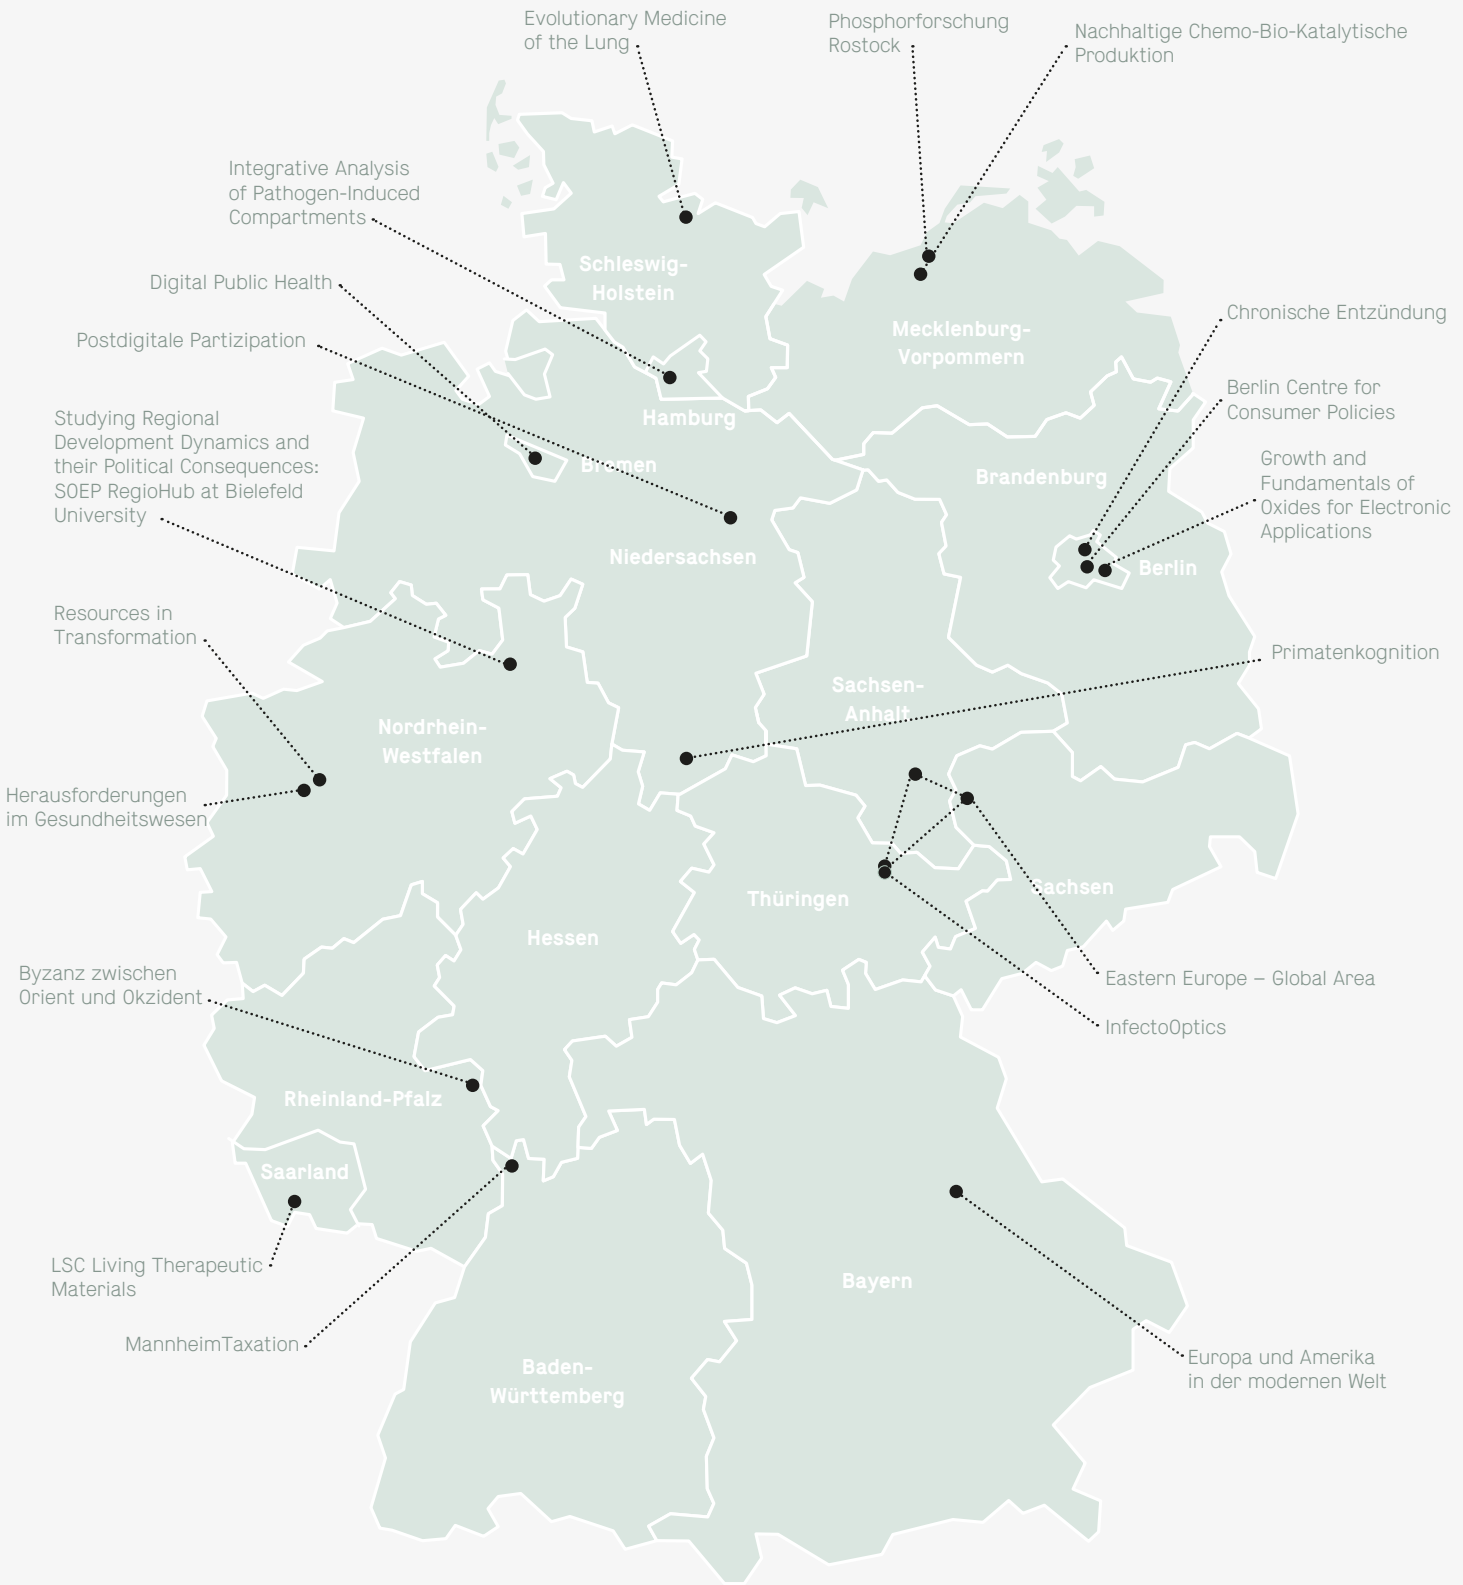 Evolutionary Medicine
of the Lung
Phosphorforschung
Rostock
Nachhaltige Chemo-Bio-Katalytische
Produktion
Integrative Analysis
of Pathogen-Induced
Compartments
Schleswig-
Holstein
Digital Public Health
Chronische Entzündung
Postdigitale Partizipation
Mecklenburg-
Vorpommern
Berlin Centre for
Consumer Policies
Studying Regional
Development Dynamics and
their Political Consequences:
SOEP RegioHub at Bielefeld
University
Hamburg
Bremen
Brandenburg
Growth and
Fundamentals of
Oxides for Electronic
Applications
Niedersachsen
Berlin
Resources in
Transformation
Primatenkognition
Sachsen-
Anhalt
Nordrhein-
Westfalen
Herausforderungen
im Gesundheitswesen
Sachsen
Thüringen
Hessen
Byzanz zwischen
Orient und Okzident
Eastern Europe – Global Area
InfectoOptics
Rheinland-Pfalz
Saarland
LSC Living Therapeutic
Materials
Bayern
MannheimTaxation
Europa und Amerika
in der modernen Welt
Baden-
Württemberg